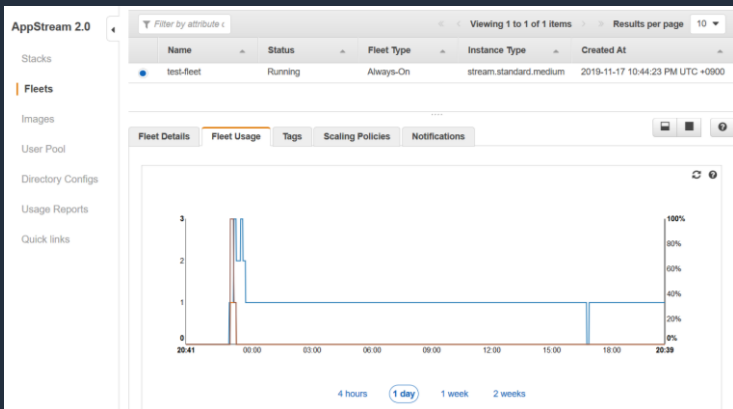 AppStream 2.0
Stacks
Fleets
Images
User Pool
Directory Configs
Usage Reports
Quick links
Filter by attribute c
Viewing 1 to 1 of 1 items
Results per page 10
Name Status Fleet Type Instance Type Created At
test-fleet Running Always-On stream.standard.medium 2019-11-17 10:44:23 PM UTC +0900
Fleet Details Fleet Usage Tags Scaling Policies Notifications
3 100%
80%
2
60%
1 40%
20%
0 0%
20:41 00:00 03:00 06:00 09:00 12:00 15:00 18:00 20:39
4 hours 1 day 1 week 2 weeks